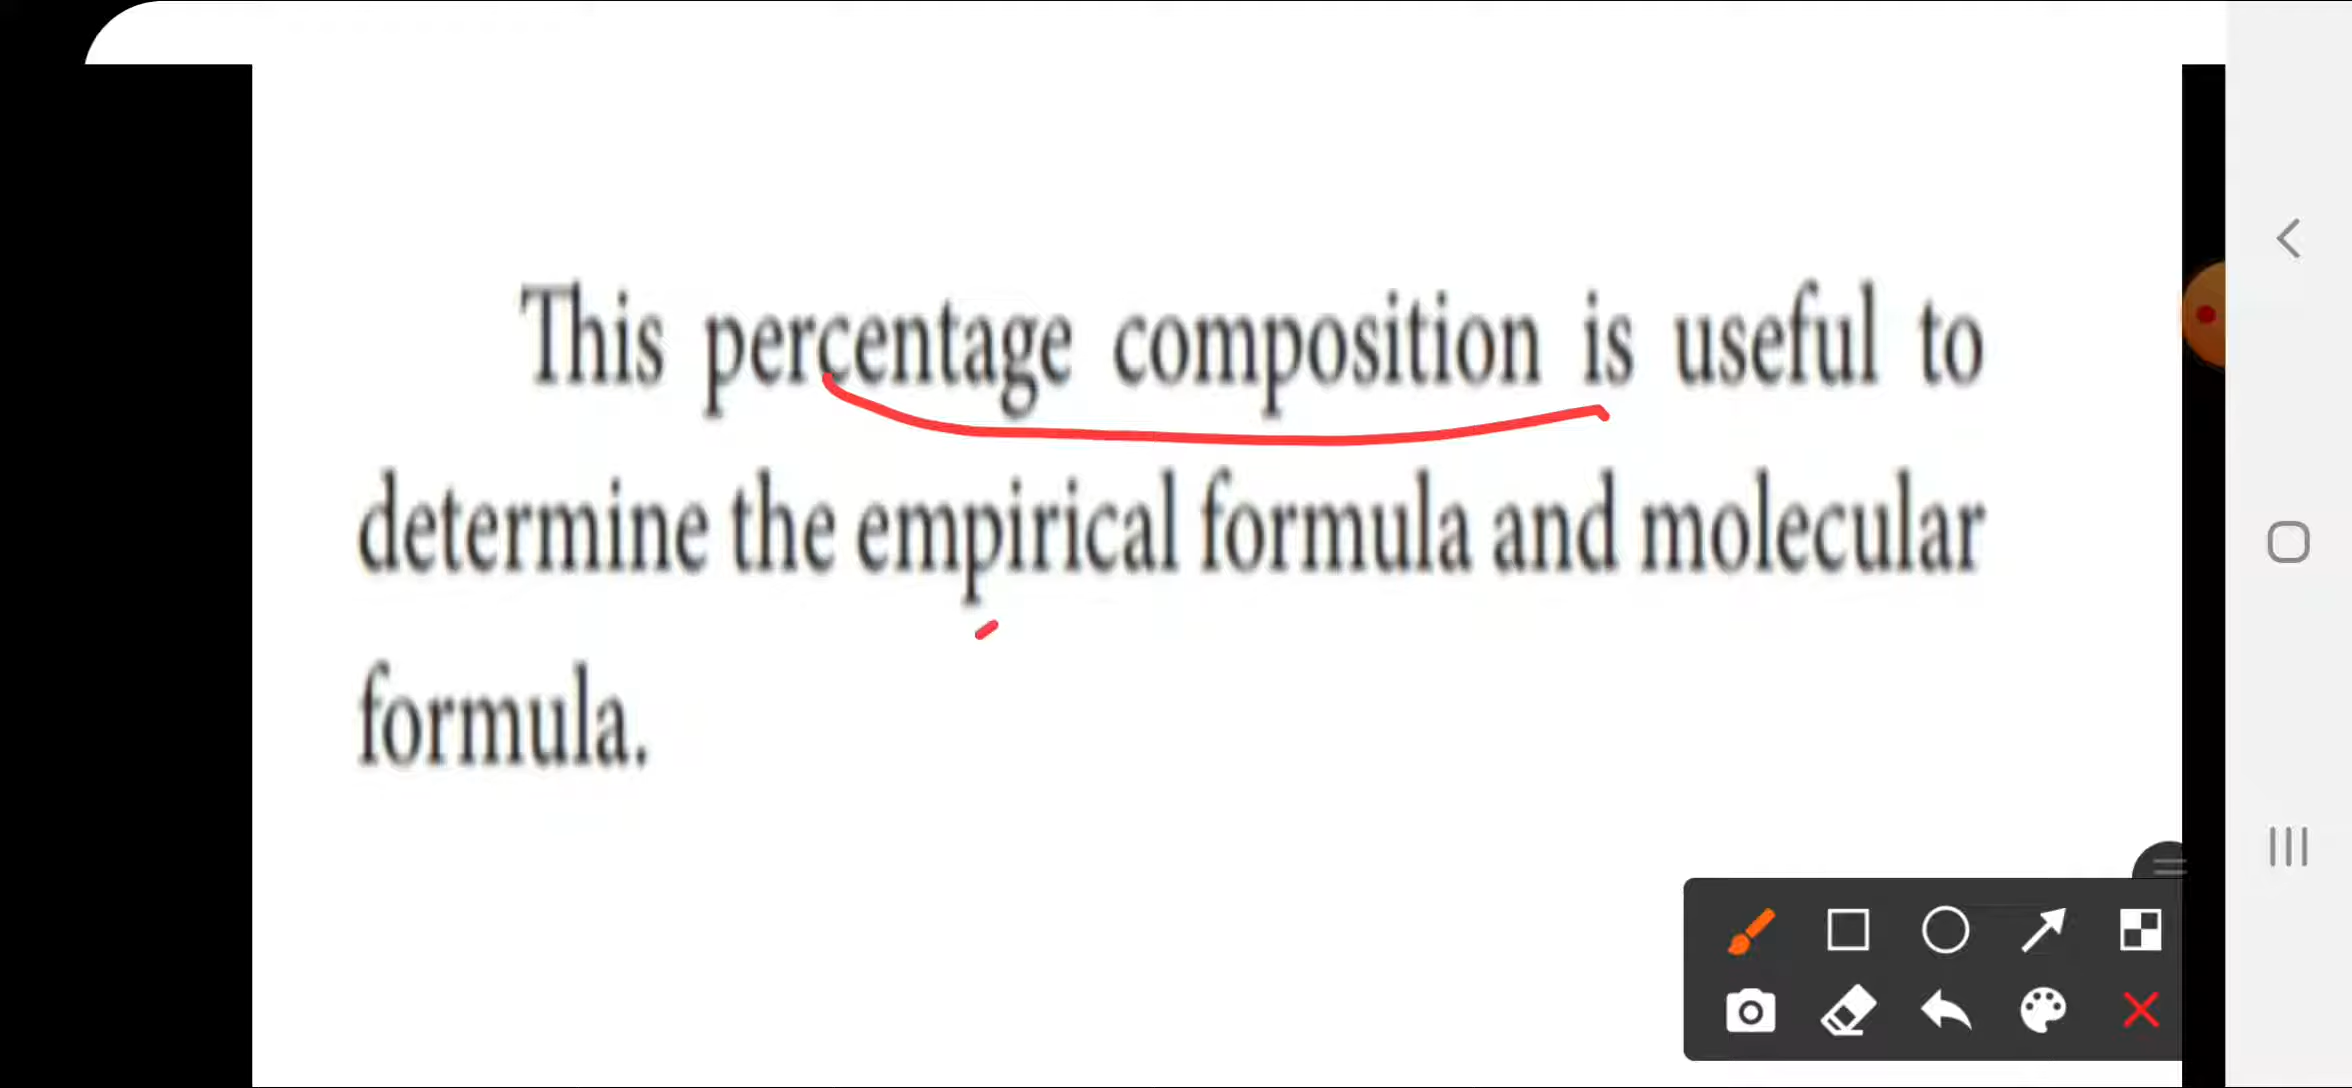 This percentage composition is useful to
determine the empirical formula and molecular
formula.